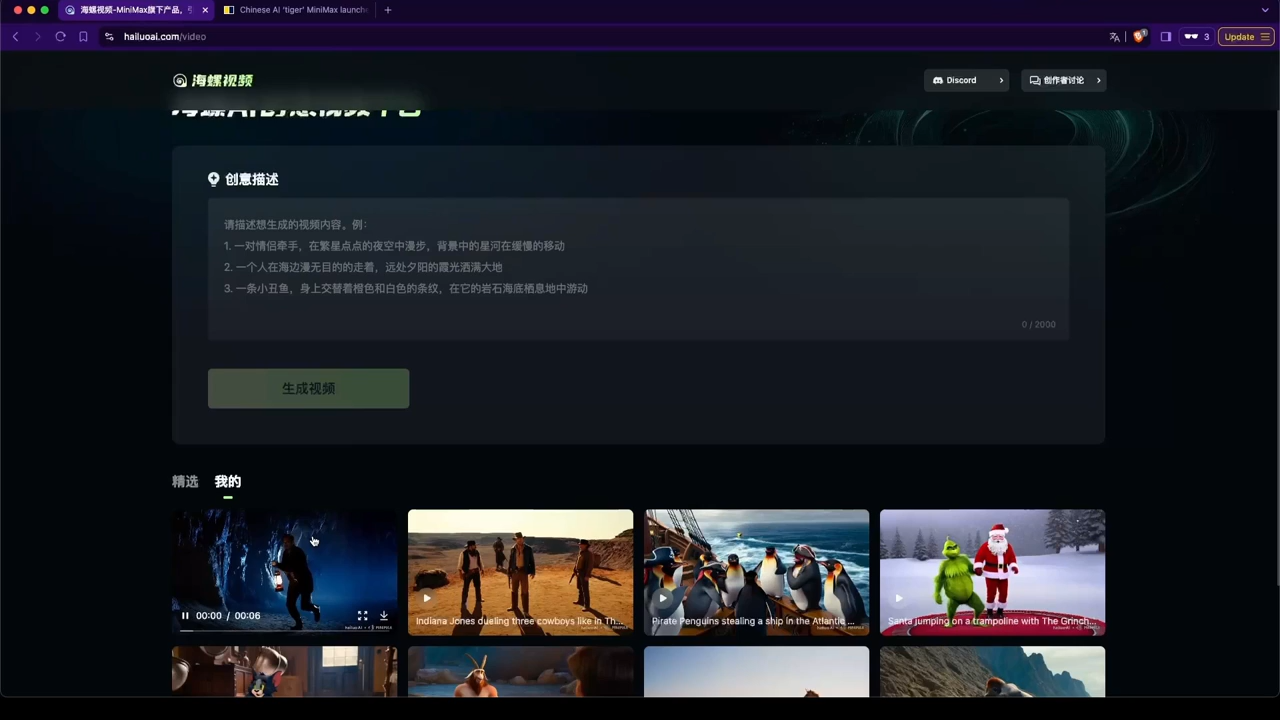 海螺视频-MiniMax旗下产品，
Chinese AI 'tiger' MiniMax launche
hailuoai.com/video
3
Update
海螺视频
Discord
创作者讨论
创意描述
请描述想生成的视频内容。例：
1. 一对情侣牵手，在繁星点点的夜空中漫步，背景中的星河在缓慢的移动
2. 一个人在海边漫无目的的走着，远处夕阳的霞光洒满大地
3. 一条小丑鱼，身上交替着橙色和白色的条纹，在它的岩石海底栖息地中游动
0 / 2000
生成视频
精选 我的
00:00 / 00:06
Indiana Jones dueling three cowboys like in Th...
Pirate Penguins stealing a ship in the Atlantic ...
Santa jumping on a trampoline with The Grinch...